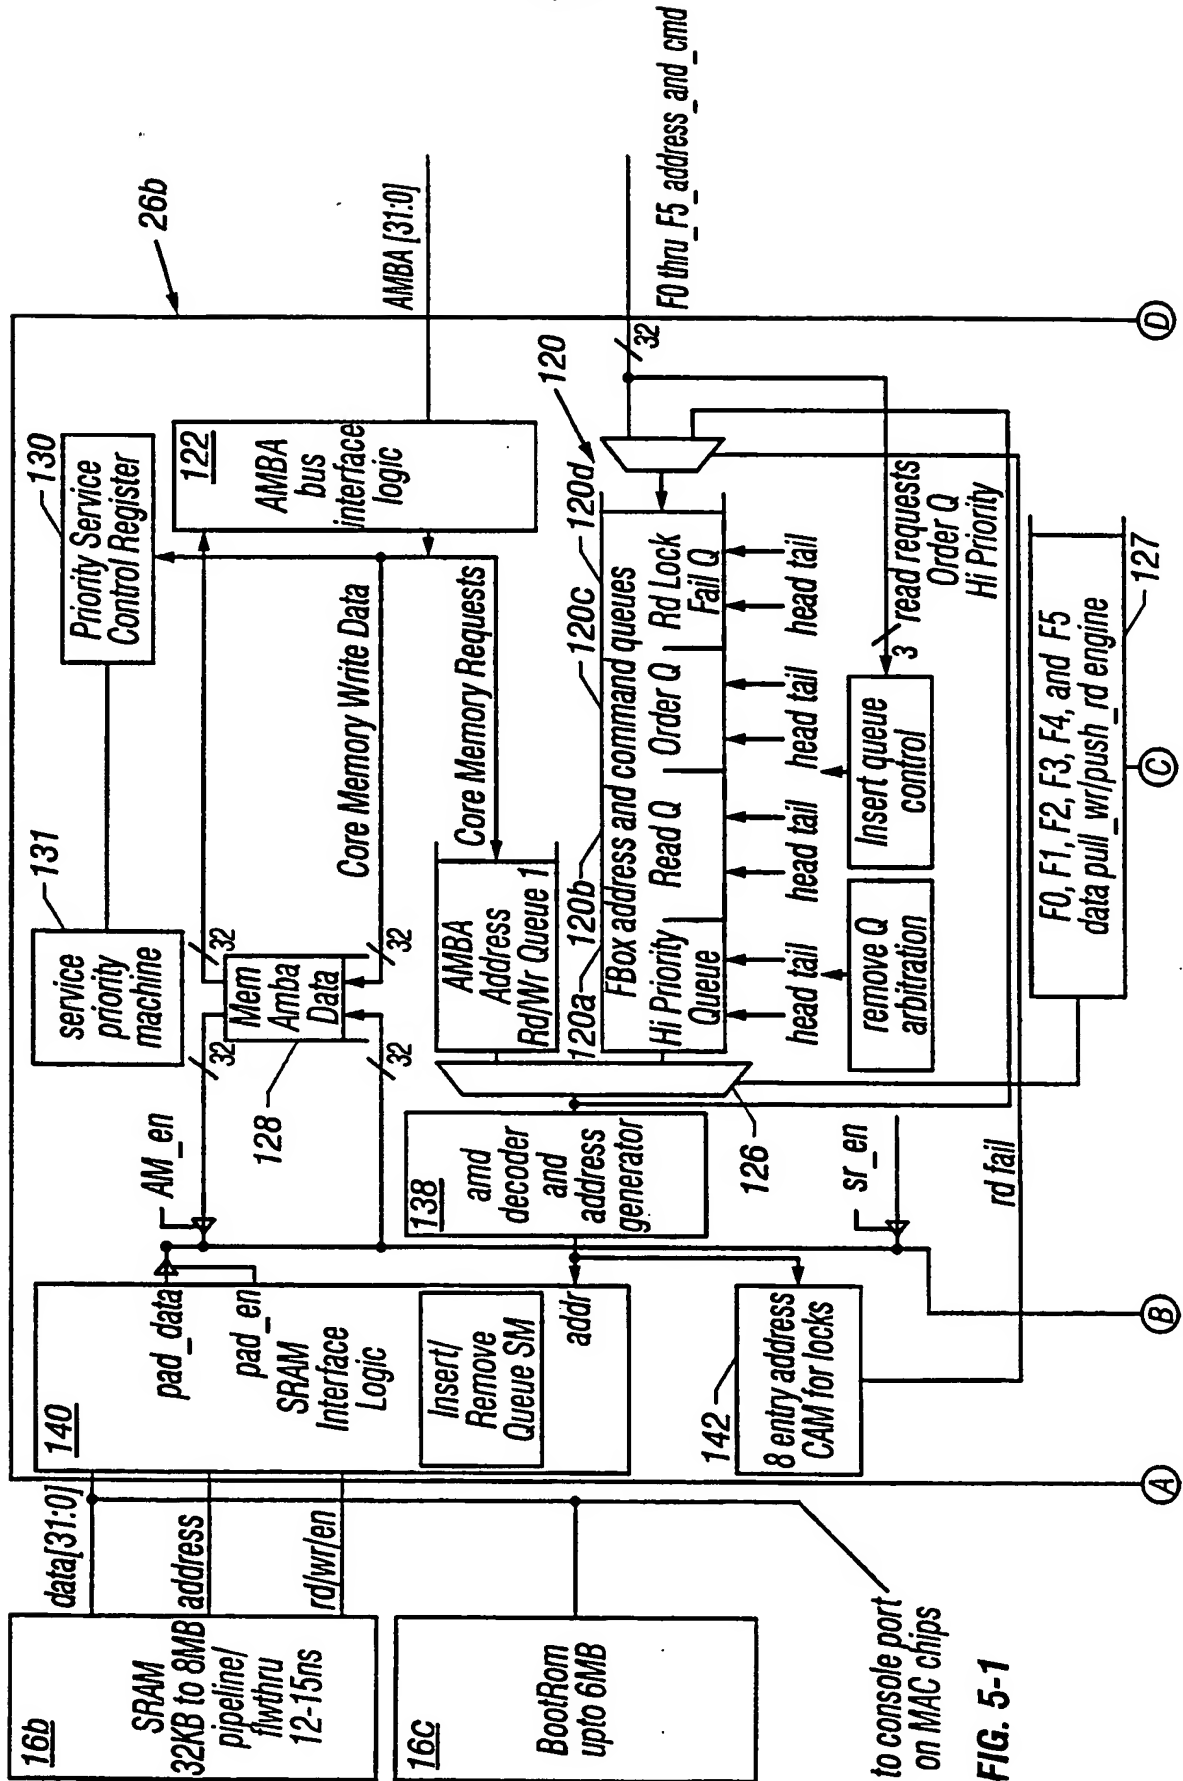 16b
SRAM
32KB to 8MB
pipeline/
flwthru
12-15ns
16c
BootRom
upto 6MB
data[31:0]
address
rd/wr/en
to console port
on MAC chips
FIG. 5-1
140
pad_data
pad_en
SRAM
Interface
Logic
Insert/
Remove
Queue SM
addr
142
8 entry address
CAM for locks
A
B
AM_en
128
138
amd
decoder
and
address
generator
126
sr_en
rd fail
131
service
priority
machine
32
32
Mem
Amba
Data
32
32
130
Priority Service
Control Register
Core Memory Write Data
Core Memory Requests
AMBA
Address
Rd/Wr Queue 1
122
AMBA
bus
interface
logic
26b
AMBA [31:0]
120a
120b
120c
120d
120
FBox address and command queues
Hi Priority
Queue
Read Q
Order Q
Rd Lock
Fail Q
head tail
head tail
head tail
head tail
remove Q
arbitration
Insert queue
control
32
F0 thru F5_address_and_cmd
3
read requests
Order Q
Hi Priority
F0, F1, F2, F3, F4, and F5
data pull_wr/push_rd engine
127
C
D